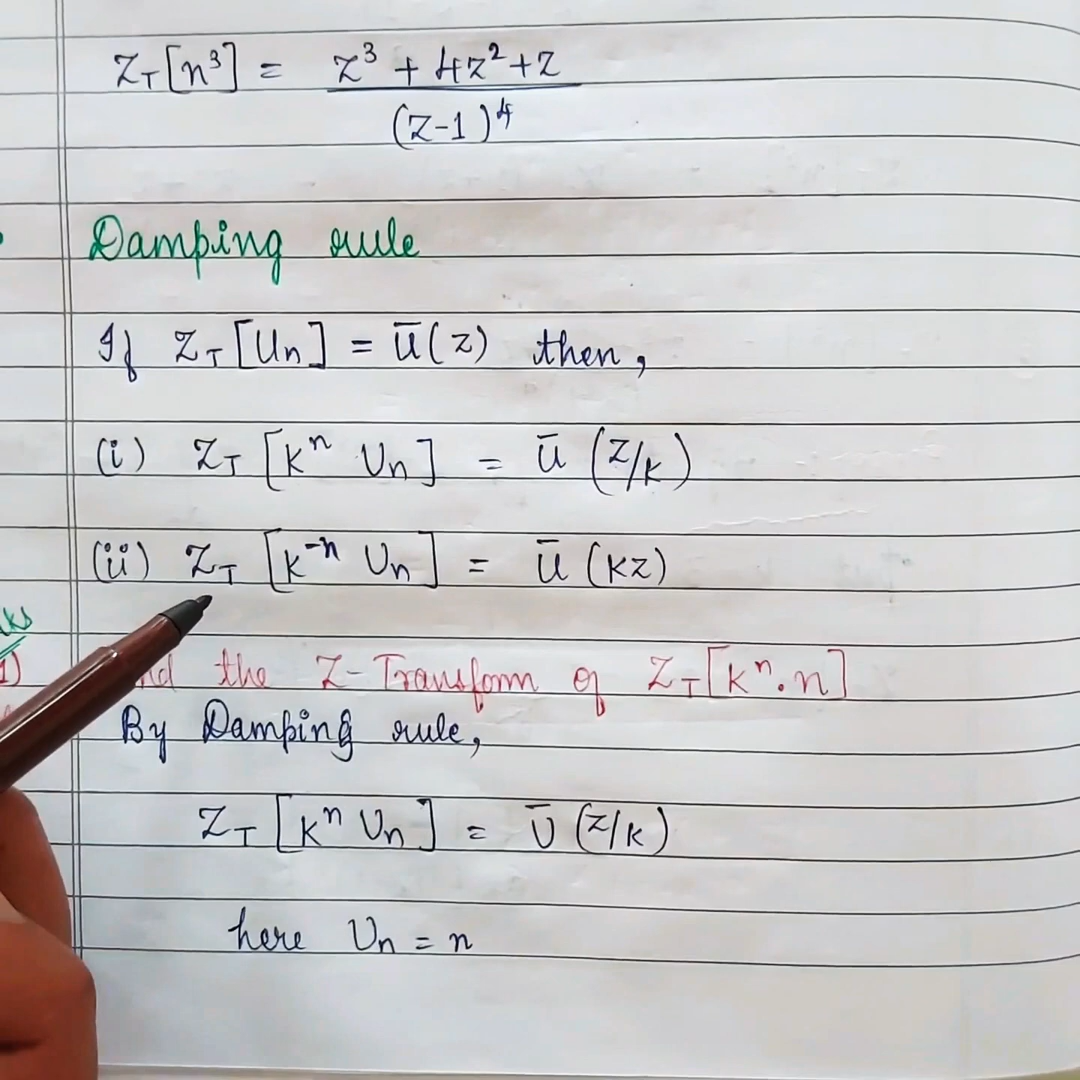 Z_T[n³] = z³ + 4z² + z / (z-1)⁴
Damping rule
If Z_T[Un] = ū(z) then,
(i) Z_T [kⁿ Un] = ū (z/k)
(ii) Z_T [k⁻ⁿ Un] = ū (kz)
1) the Z-Transform of Z_T[kⁿ.n]
By Damping rule,
Z_T [kⁿ Un] = Ū (z/k)
here Un = n